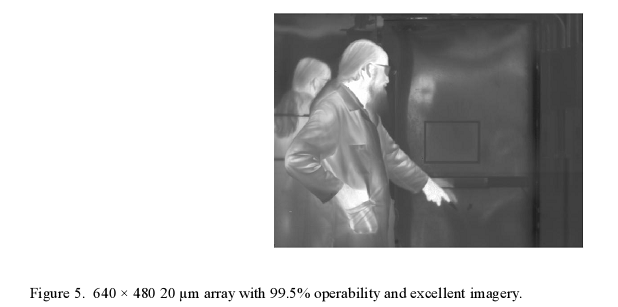 Figure 5.  640 × 480 20 μm array with 99.5% operability and excellent imagery.